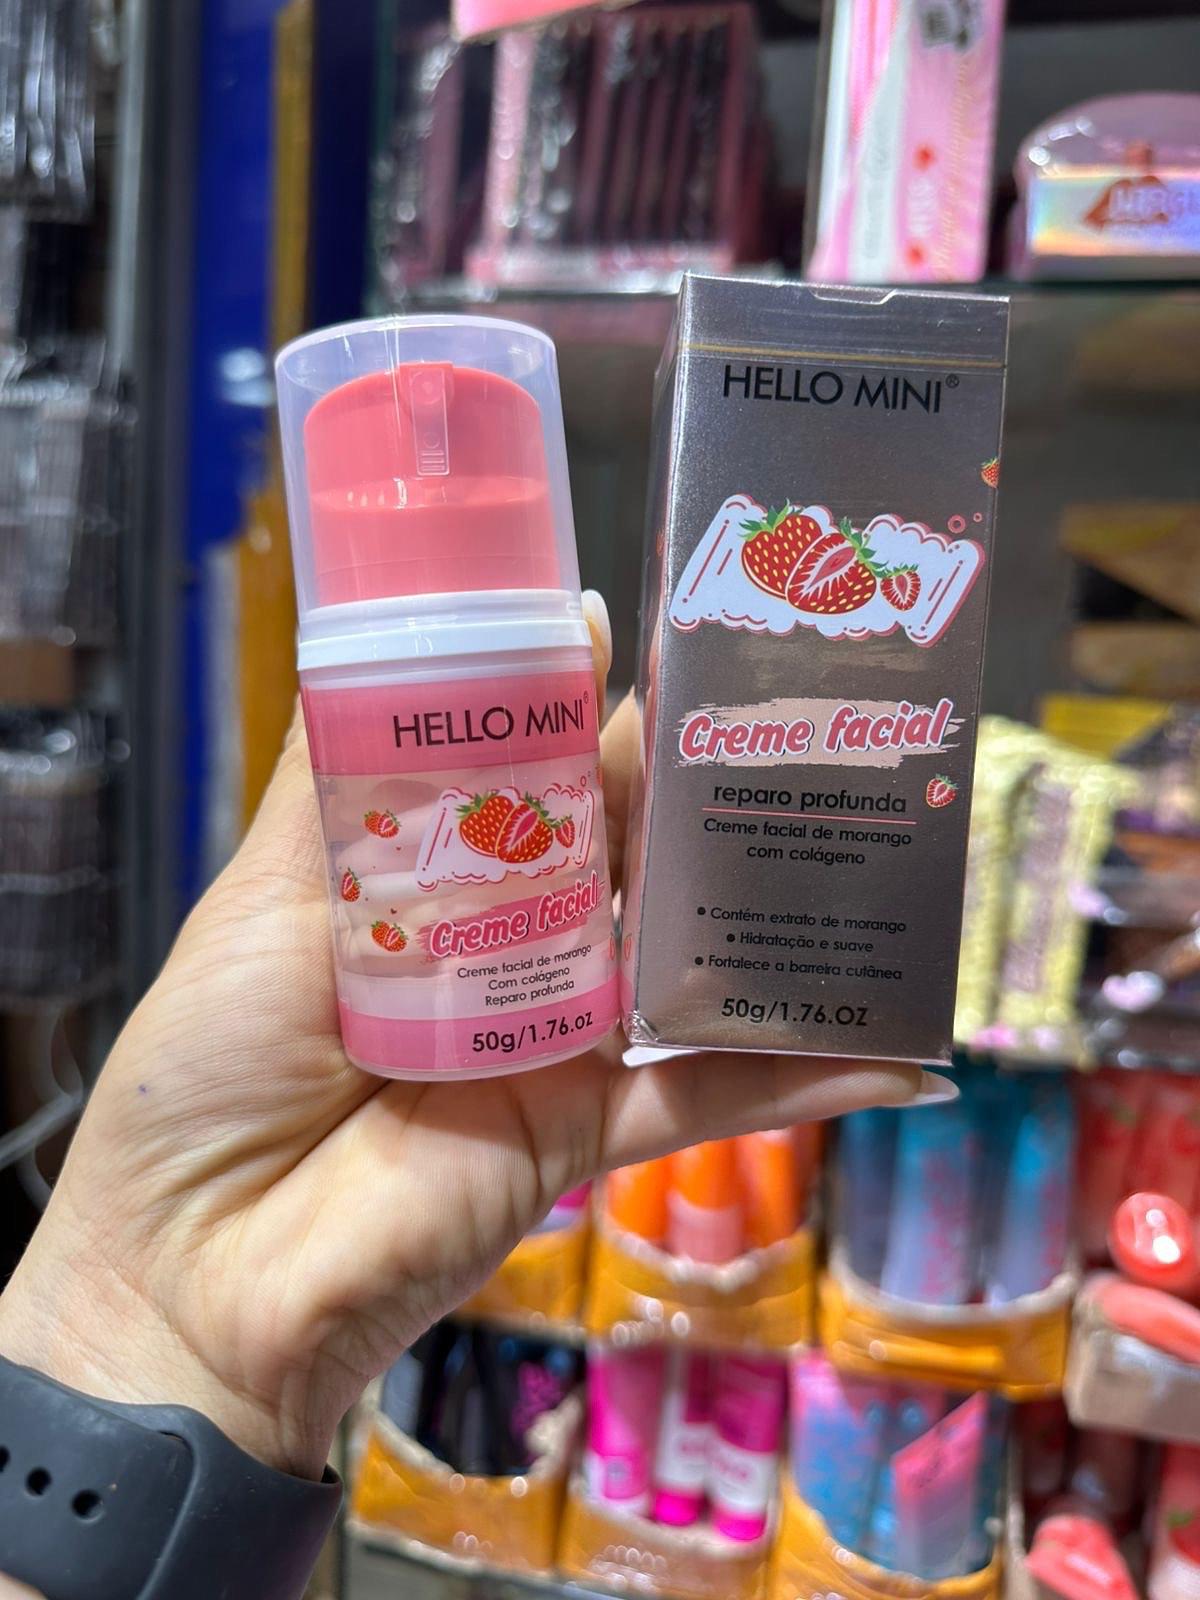 HELLO MINI®
Creme facial
Creme facial de morango
Com colágeno
Reparo profunda
50g/1.76.oz
HELLO MINI®
Creme facial
reparo profunda
Creme facial de morango
com colágeno
• Contém extrato de morango
• Hidratação e suave
• Fortalece a barreira cutânea
50g/1.76.OZ